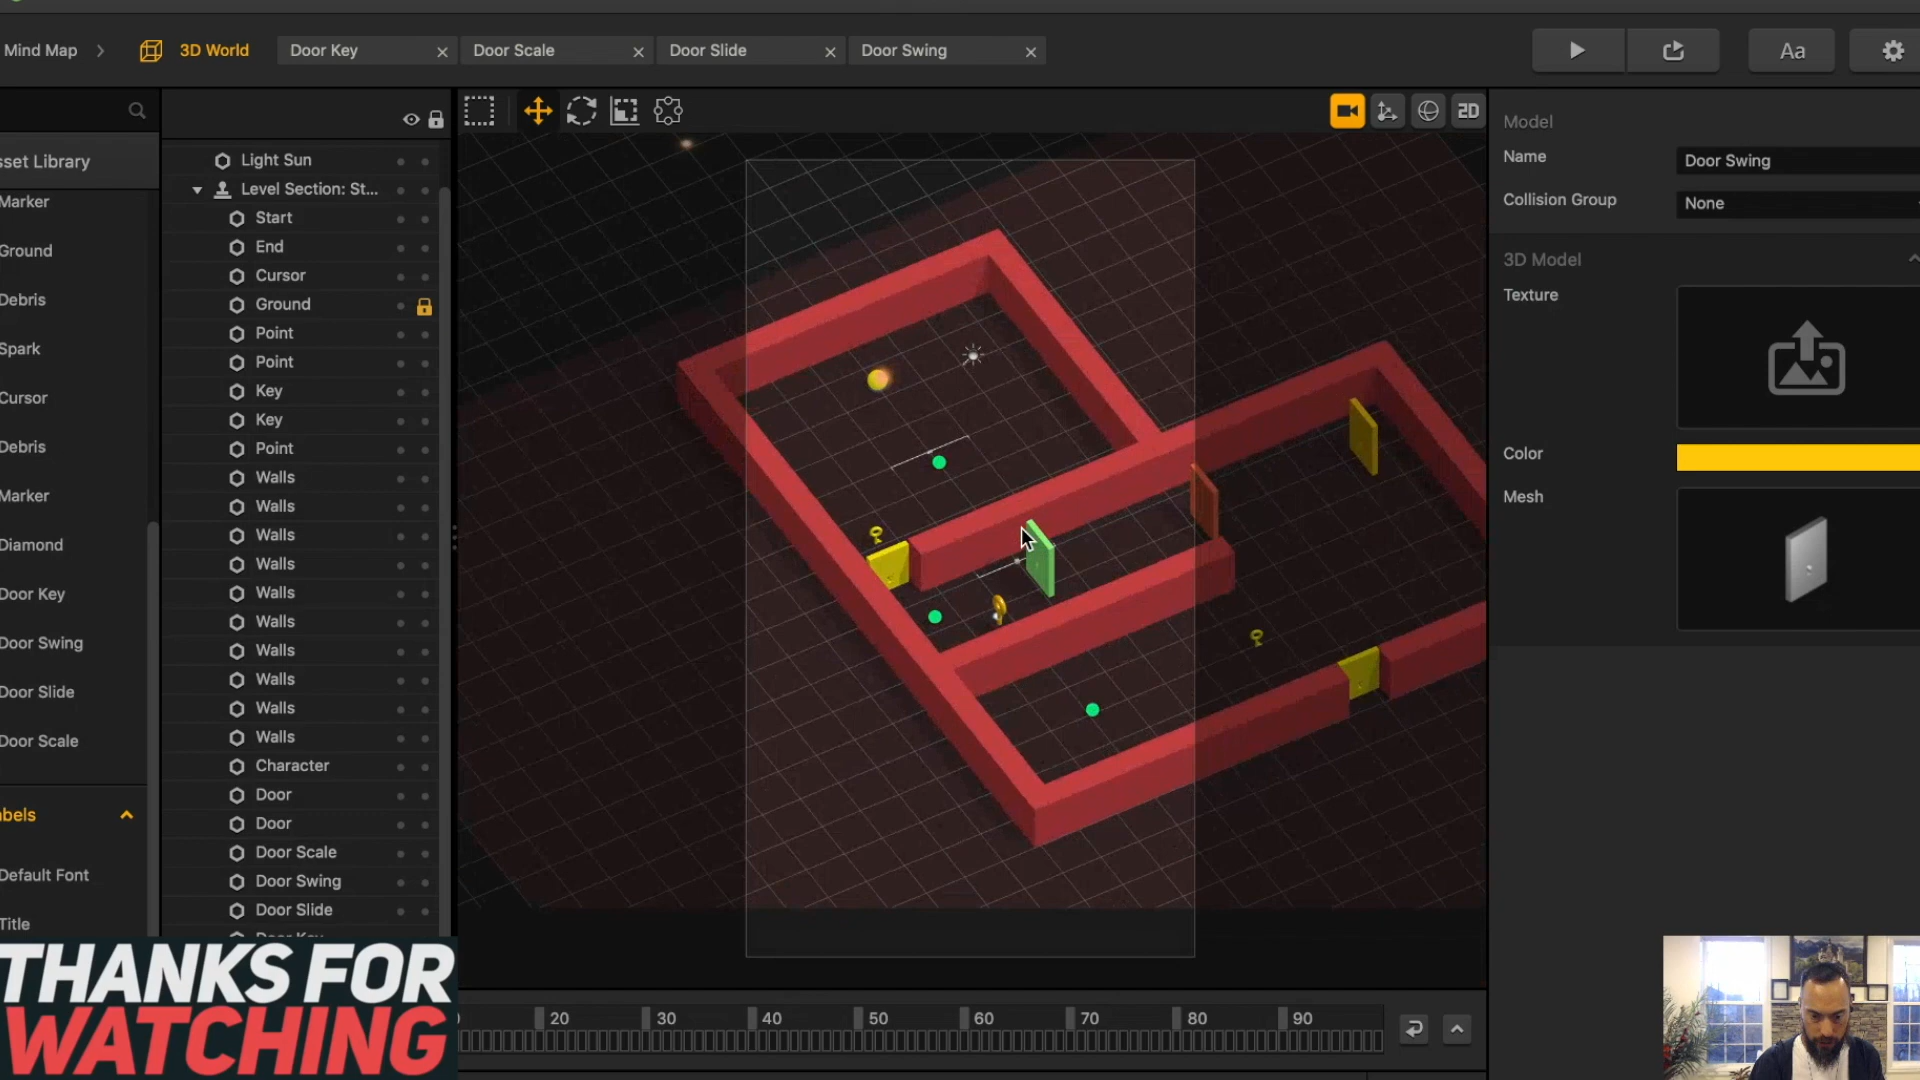 Mind Map
3D World
Door Key
Door Scale
Door Slide
Door Swing
Aa
sset Library
Marker
Ground
Debris
Spark
Cursor
Debris
Marker
Diamond
Door Key
Door Swing
Door Slide
Door Scale
bels
Default Font
Title
Light Sun
Level Section: St...
Start
End
Cursor
Ground
Point
Point
Key
Key
Point
Walls
Walls
Walls
Walls
Walls
Walls
Walls
Walls
Walls
Walls
Character
Door
Door
Door Scale
Door Swing
Door Slide
Door Key
2D
Model
Name
Door Swing
Collision Group
None
3D Model
Texture
Color
Mesh
20 30 40 50 60 70 80 90
THANKS FOR
WATCHING